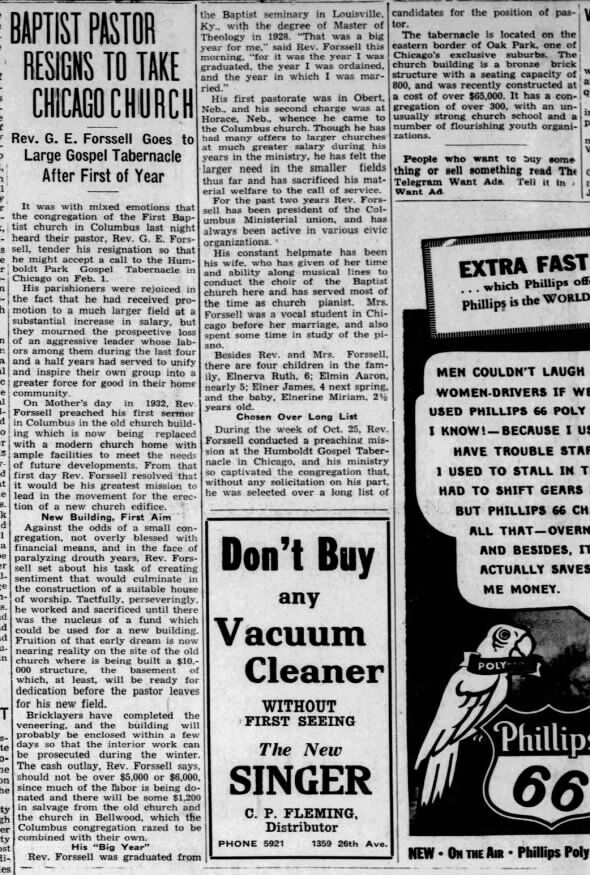 BAPTIST PASTOR
RESIGNS TO TAKE
CHICAGO CHURCH
Rev. G. E. Forssell Goes to
Large Gospel Tabernacle
After First of Year
It was with mixed emotions that
the congregation of the First Bap-
tist church in Columbus last night
heard their pastor, Rev. G. E. Fors-
sell, tender his resignation so that
he might accept a call to the Hum-
boldt Park Gospel Tabernacle in
Chicago on Feb. 1.
His parishioners were rejoiced in
the fact that he had received pro-
motion to a much larger field at a
substantial increase in salary, but
they mourned the prospective loss
of an aggressive leader whose lab-
ors among them during the last four
and a half years had served to unify
and inspire their own group into a
greater force for good in their home
community.
On Mother's day in 1932, Rev.
Forssell preached his first sermon
in Columbus in the old church build-
ing which is now being replaced
with a modern church home with
ample facilities to meet the needs
of future developments. From that
first day Rev. Forssell resolved that
it would be his greatest mission to
lead in the movement for the erec-
tion of a new church edifice.
New Building, First Aim
Against the odds of a small con-
gregation, not overly blessed with
financial means, and in the face of
paralyzing drouth years, Rev. Fors-
sell set about his task of creating
sentiment that would culminate in
the construction of a suitable house
of worship. Tactfully, perseveringly,
he worked and sacrificed until there
was the nucleus of a fund which
could be used for a new building.
Fruition of that early dream is now
nearing reality on the site of the old
church where is being built a $10,-
000 structure, the basement of
which, at least, will be ready for
dedication before the pastor leaves
for his new field.
Bricklayers have completed the
veneering, and the building will
probably be enclosed within a few
days so that the interior work can
be prosecuted during the winter.
The cash outlay, Rev. Forssell says,
should not be over $5,000 or $6,000,
since much of the labor is being do-
nated and there will be some $1,200
in salvage from the old church and
the church in Bellwood, which the
Columbus congregation razed to be
combined with their own.
His "Big Year"
Rev. Forssell was graduated from
the Baptist seminary in Louisville,
Ky., with the degree of Master of
Theology in 1928. "That was a big
year for me," said Rev. Forssell this
morning, "for it was the year I was
graduated, the year I was ordained,
and the year in which I was mar-
ried."
His first pastorate was in Obert,
Neb., and his second charge was at
Horace, Neb., whence he came to
the Columbus church. Though he has
had many offers to larger churches
at much greater salary during his
years in the ministry, he has felt the
larger need in the smaller fields
thus far and has sacrificed his mat-
erial welfare to the call of service.
For the past two years Rev. Fors-
sell has been president of the Col-
umbus Ministerial union, and has
always been active in various civic
organizations.
His constant helpmate has been
his wife, who has given of her time
and ability along musical lines to
conduct the choir of the Baptist
church here and has served most of
the time as church pianist. Mrs.
Forssell was a vocal student in Chi-
cago before her marriage, and also
spent some time in study of the pi-
ano.
Besides Rev. and Mrs. Forssell,
there are four children in the fam-
ily, Elnerva Ruth, 6; Elmin Aaron,
nearly 5; Elner James, 4 next spring,
and the baby, Elnerine Miriam, 2½
years old.
Chosen Over Long List
During the week of Oct. 25, Rev.
Forssell conducted a preaching mis-
sion at the Humboldt Gospel Taber-
nacle in Chicago, and his ministry
so captivated the congregation that,
without any solicitation on his part,
he was selected over a long list of
candidates for the position of pas-
tor.
The tabernacle is located on the
eastern border of Oak Park, one of
Chicago's exclusive suburbs. The
church building is a bronze brick
structure with a seating capacity of
800, and was recently constructed at
a cost of over $65,000. It has a con-
gregation of over 300, with an un-
usually strong church school and a
number of flourishing youth organi-
zations.
People who want to buy some-
thing or sell something read The
Telegram Want Ads. Tell it in a
Want Ad.
Don't Buy
any
Vacuum
Cleaner
WITHOUT
FIRST SEEING
The New
SINGER
C. P. FLEMING,
Distributor
PHONE 5921 1359 26th Ave.
EXTRA FAST
... which Phillips
Phillips is the WORLD
MEN COULDN'T LAUGH
WOMEN-DRIVERS IF
USED PHILLIPS 66 POLY
I KNOW!—BECAUSE I
HAVE TROUBLE
I USED TO STALL IN
HAD TO SHIFT GEARS
BUT PHILLIPS 66
ALL THAT—
AND BESIDES,
ACTUALLY
ME MONEY.
POLY
Phillips
66
NEW • ON THE AIR • Phillips Poly